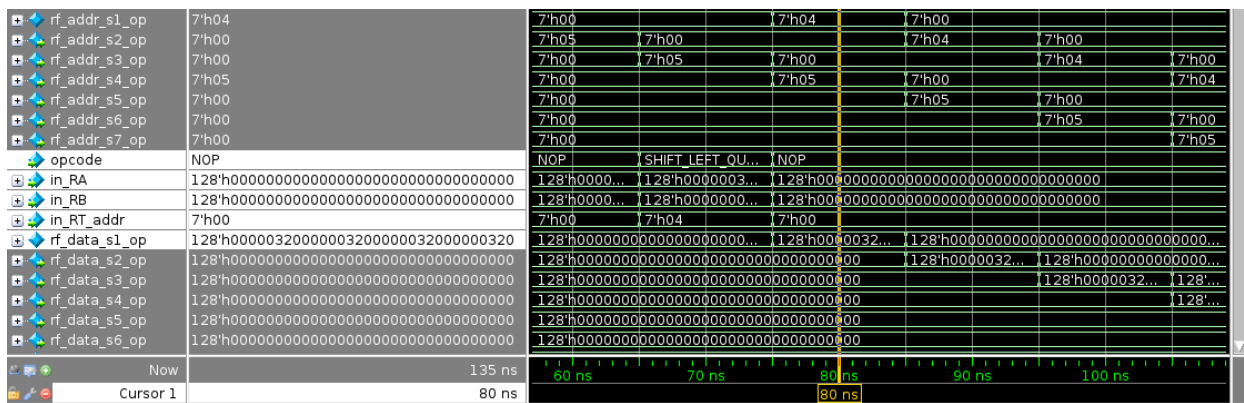 rf_addr_s1_op 7'h04 7'h00 7'h04 7'h00
rf_addr_s2_op 7'h00 7'h05 7'h00 7'h04 7'h00
rf_addr_s3_op 7'h00 7'h00 7'h05 7'h00 7'h04 7'h00
rf_addr_s4_op 7'h05 7'h00 7'h05 7'h00 7'h04
rf_addr_s5_op 7'h00 7'h00 7'h05 7'h00
rf_addr_s6_op 7'h00 7'h00 7'h05 7'h00
rf_addr_s7_op 7'h00 7'h00 7'h05
opcode NOP NOP SHIFT_LEFT_QU... NOP
in_RA 128'h00000000000000000000000000000000 128'h0000... 128'h0000003... 128'h00000000000000000000000000000000
in_RB 128'h00000000000000000000000000000000 128'h0000... 128'h0000000... 128'h00000000000000000000000000000000
in_RT_addr 7'h00 7'h00 7'h04 7'h00
rf_data_s1_op 128'h00000320000003200000032000000320 128'h0000000000000000000... 128'h0000032... 128'h0000000000000000000000000000...
rf_data_s2_op 128'h00000000000000000000000000000000 128'h00000000000000000000000000000000 128'h0000032... 128'h00000000000000...
rf_data_s3_op 128'h00000000000000000000000000000000 128'h00000000000000000000000000000000 128'h0000032... 128'...
rf_data_s4_op 128'h00000000000000000000000000000000 128'h00000000000000000000000000000000 128'...
rf_data_s5_op 128'h00000000000000000000000000000000 128'h00000000000000000000000000000000
rf_data_s6_op 128'h00000000000000000000000000000000 128'h00000000000000000000000000000000
Now 135 ns 60 ns 70 ns 80 ns 90 ns 100 ns
Cursor 1 80 ns 80 ns